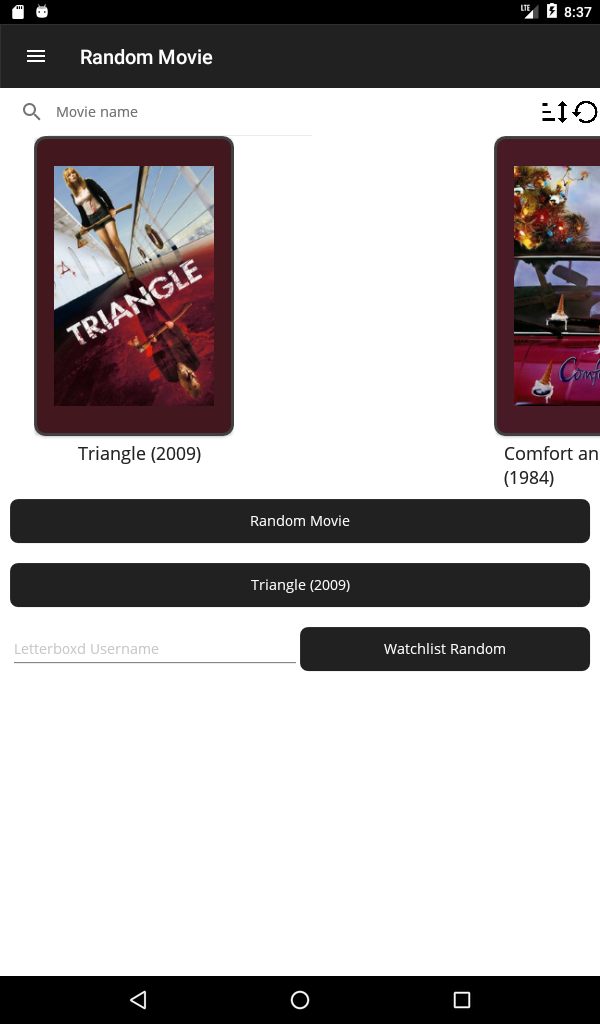 LTE
8:37
Random Movie
Movie name
TRIANGLE
Triangle (2009)
Comfort an
(1984)
Random Movie
Triangle (2009)
Letterboxd Username
Watchlist Random